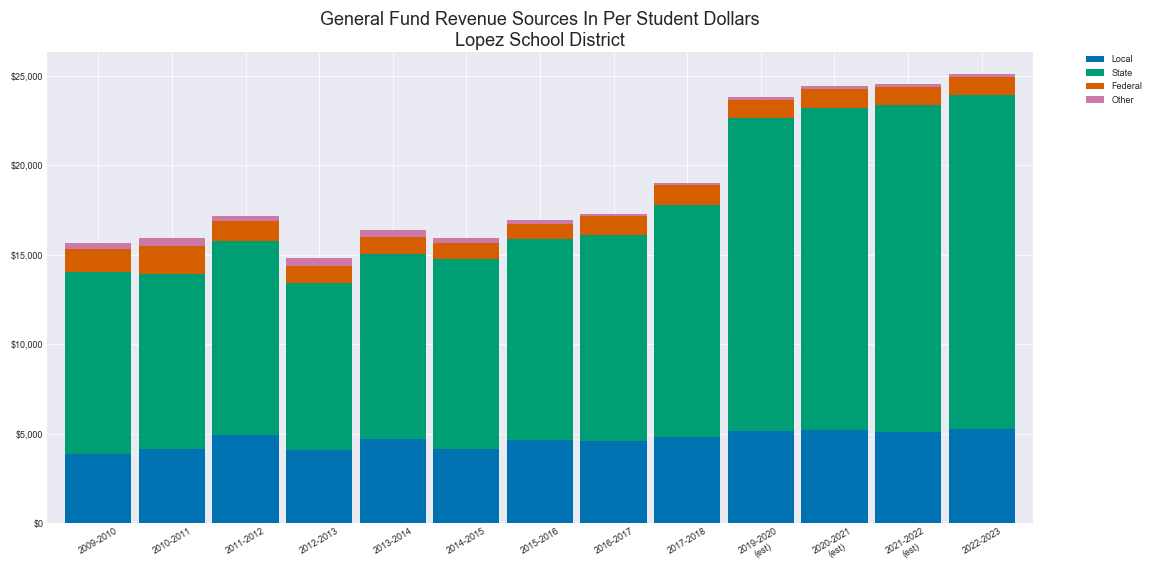 General Fund Revenue Sources In Per Student Dollars
Lopez School District
Local
State
Federal
Other
$25,000
$20,000
$15,000
$10,000
$5,000
$0
2009-2010
2010-2011
2011-2012
2012-2013
2013-2014
2014-2015
2015-2016
2016-2017
2017-2018
2019-2020
(est)
2020-2021
(est)
2021-2022
(est)
2022-2023